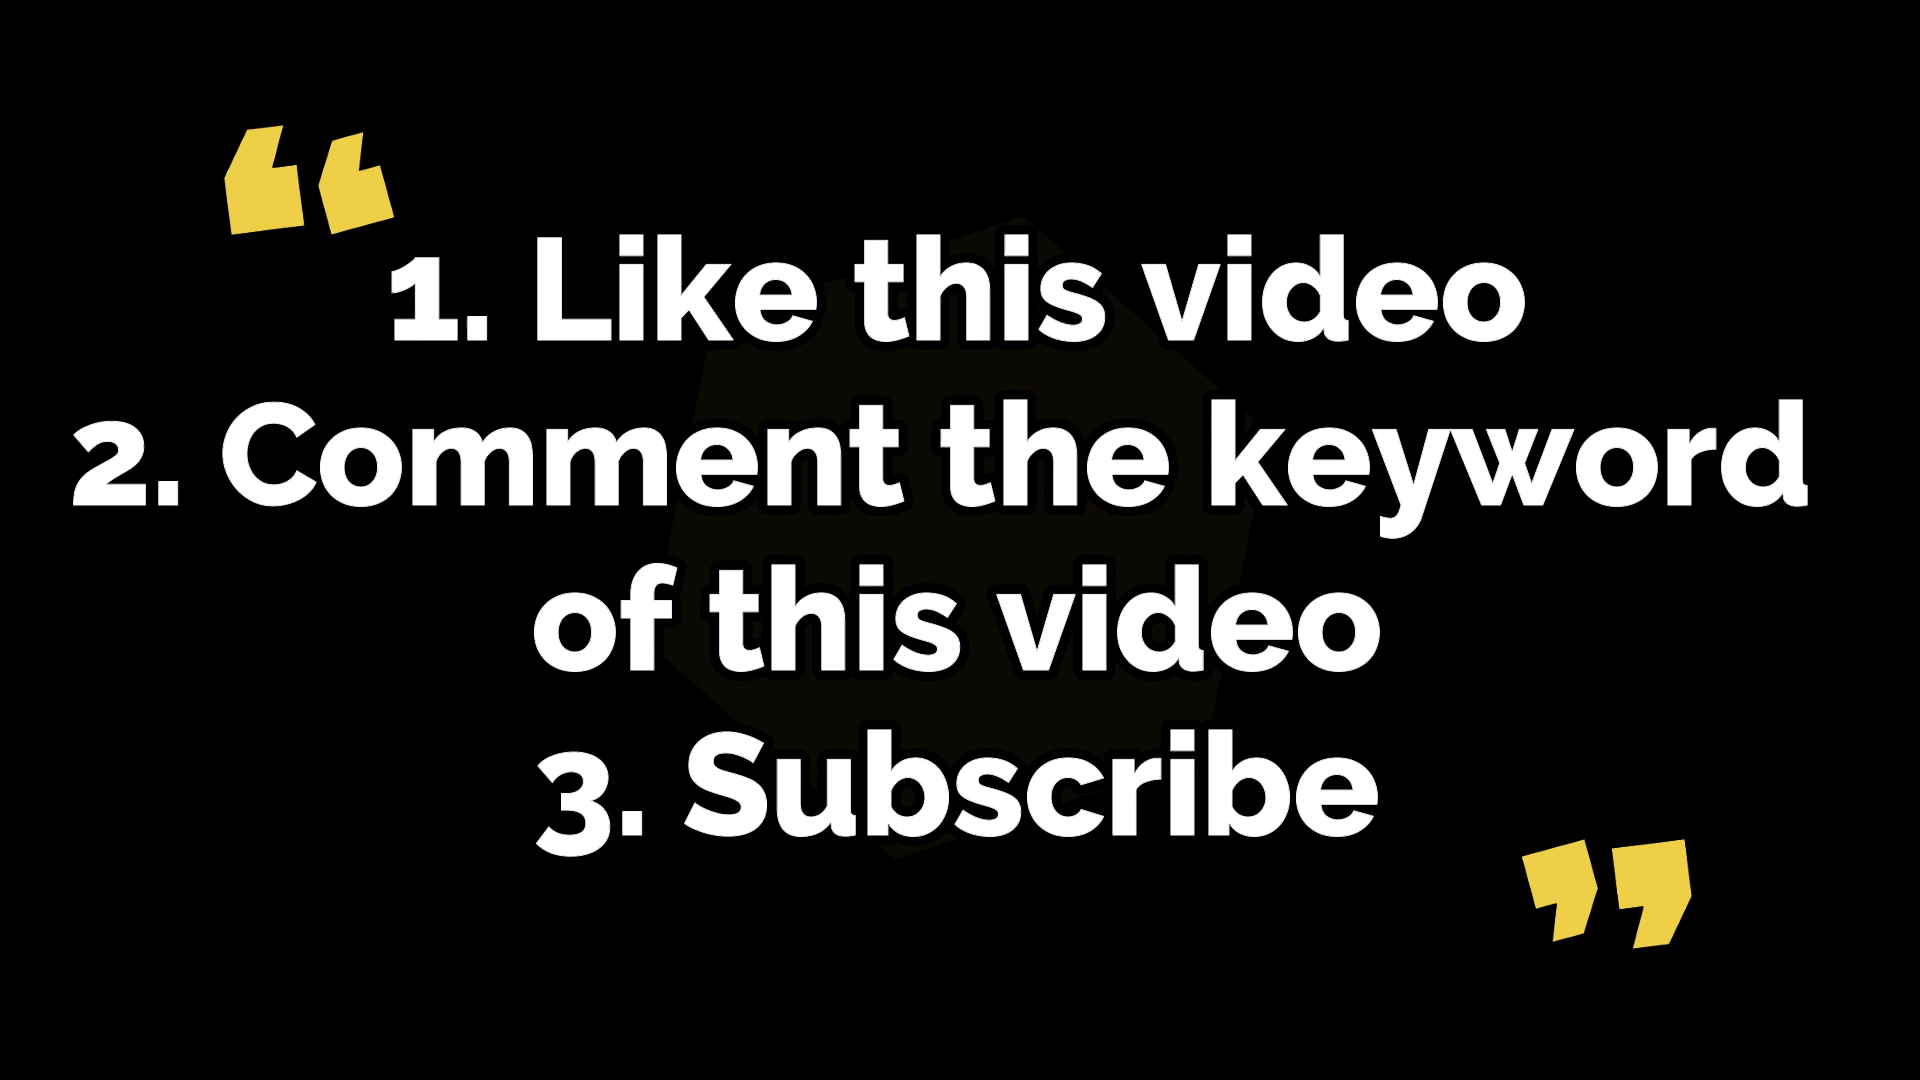 1. Like this video
2. Comment the keyword
of this video
3. Subscribe